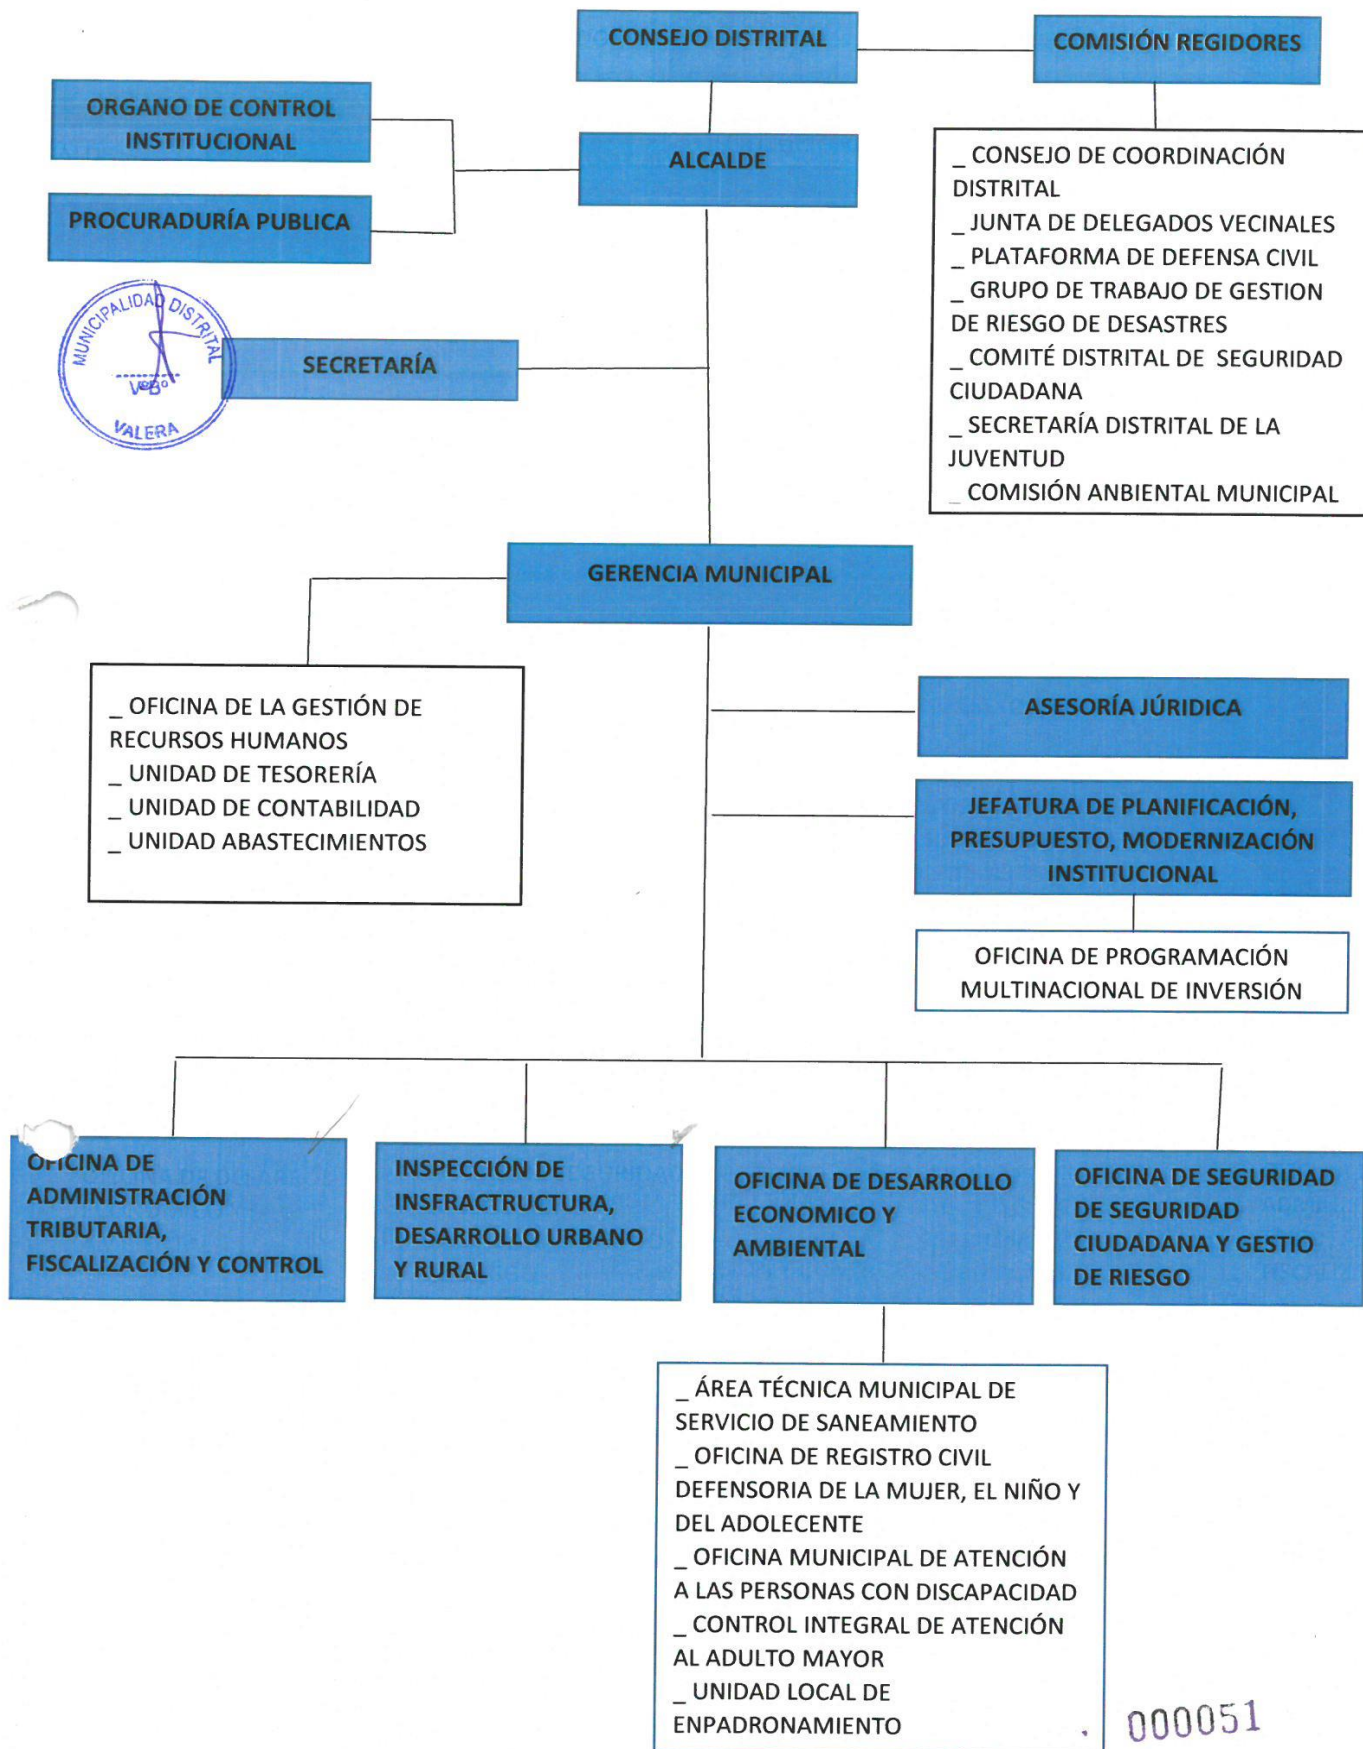 CONSEJO DISTRITAL
COMISIÓN REGIDORES
ORGANO DE CONTROL
INSTITUCIONAL
ALCALDE
PROCURADURÍA PUBLICA
_ CONSEJO DE COORDINACIÓN
DISTRITAL
_ JUNTA DE DELEGADOS VECINALES
_ PLATAFORMA DE DEFENSA CIVIL
_ GRUPO DE TRABAJO DE GESTION
DE RIESGO DE DESASTRES
_ COMITÉ DISTRITAL DE SEGURIDAD
CIUDADANA
_ SECRETARÍA DISTRITAL DE LA
JUVENTUD
_ COMISIÓN ANBIENTAL MUNICIPAL
MUNICIPALIDAD DISTRITAL
VºBº
VALERA
SECRETARÍA
GERENCIA MUNICIPAL
_ OFICINA DE LA GESTIÓN DE
RECURSOS HUMANOS
_ UNIDAD DE TESORERÍA
_ UNIDAD DE CONTABILIDAD
_ UNIDAD ABASTECIMIENTOS
ASESORÍA JÚRIDICA
JEFATURA DE PLANIFICACIÓN,
PRESUPUESTO, MODERNIZACIÓN
INSTITUCIONAL
OFICINA DE PROGRAMACIÓN
MULTINACIONAL DE INVERSIÓN
OFICINA DE
ADMINISTRACIÓN
TRIBUTARIA,
FISCALIZACIÓN Y CONTROL
INSPECCIÓN DE
INSFRACTRUCTURA,
DESARROLLO URBANO
Y RURAL
OFICINA DE DESARROLLO
ECONOMICO Y
AMBIENTAL
OFICINA DE SEGURIDAD
DE SEGURIDAD
CIUDADANA Y GESTIO
DE RIESGO
_ ÁREA TÉCNICA MUNICIPAL DE
SERVICIO DE SANEAMIENTO
_ OFICINA DE REGISTRO CIVIL
DEFENSORIA DE LA MUJER, EL NIÑO Y
DEL ADOLECENTE
_ OFICINA MUNICIPAL DE ATENCIÓN
A LAS PERSONAS CON DISCAPACIDAD
_ CONTROL INTEGRAL DE ATENCIÓN
AL ADULTO MAYOR
_ UNIDAD LOCAL DE
ENPADRONAMIENTO
000051